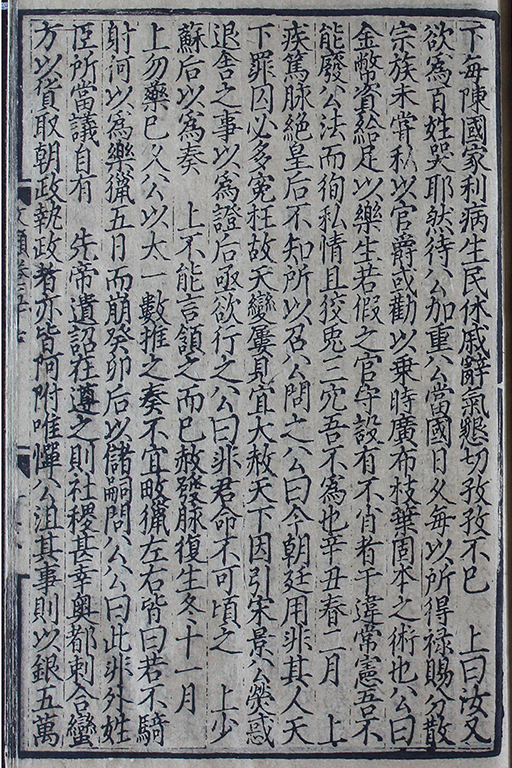 下每陳國家利病生民休戚辭氣懇切孜孜不已　上曰汝又
欲為百姓哭耶然待公加重公當國日久每以所得禄賜分散
宗族未嘗私以官爵或勸以乗時廣布枝葉固本之術也公曰
金幣資給足以樂生若假之官守設有不肖者干違常憲吾不
能廢公法而徇私情且狡兎三穴吾不為也辛丑春二月　上
疾篤脉絶皇后不知所以召公問之公曰今朝廷用非其人天
下罪囚必多寃枉故天變屢見宜大赦天下因引宋景公熒惑
退舎之事以為證后亟欲行之公曰非君命不可頃之　上少
蘇后以為奏　上不能言頷之而已赦發脉復生冬十一月
上勿藥已久公以太一數推之奏不宜畋獵左右皆曰若不騎
射何以為樂獵五日而崩癸卯后以儲嗣問公公曰此非外姓
臣所當議自有　先帝遺詔在遵之則社稷甚幸奥都剌合蠻
方以貨取朝政執政者亦皆阿附唯憚公沮其事則以銀五萬